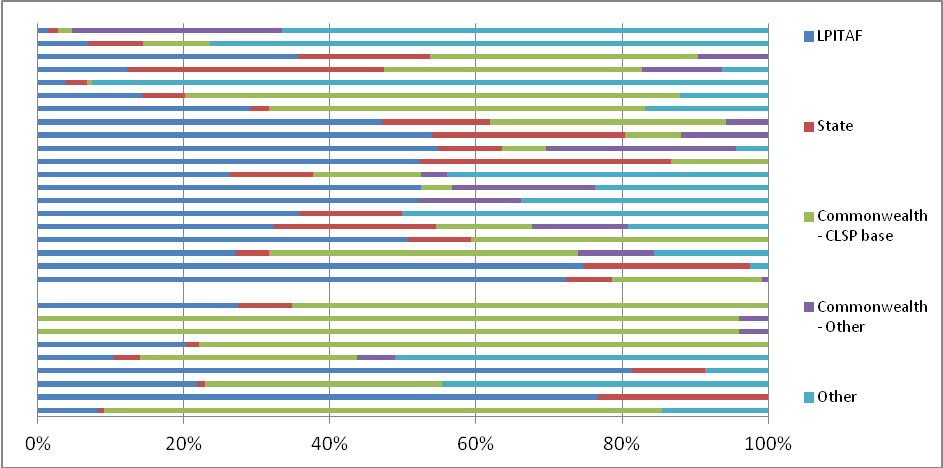 LPITAF
State
Commonwealth
- CLSP base
Commonwealth
- Other
Other
0% 20% 40% 60% 80% 100%